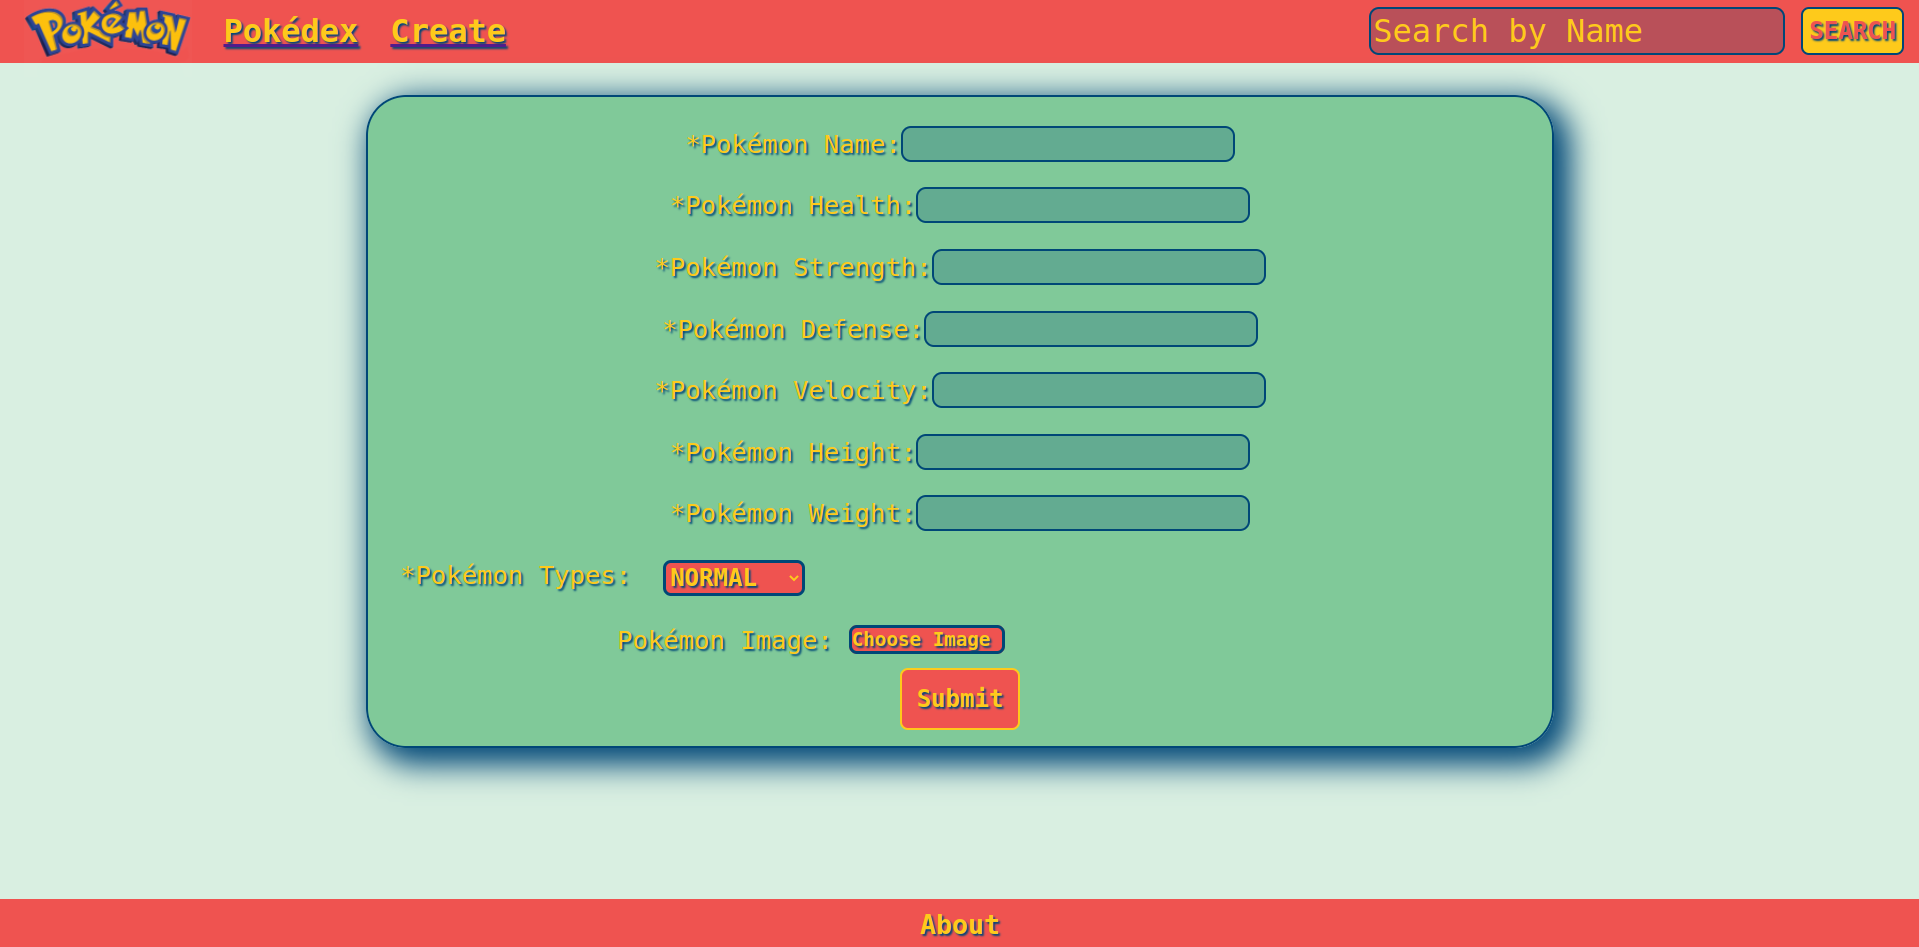 POKéMON Pokédex Create Search by Name SEARCH
*Pokémon Name:
*Pokémon Health:
*Pokémon Strength:
*Pokémon Defense:
*Pokémon Velocity:
*Pokémon Height:
*Pokémon Weight:
*Pokémon Types: NORMAL
Pokémon Image: Choose Image
Submit
About